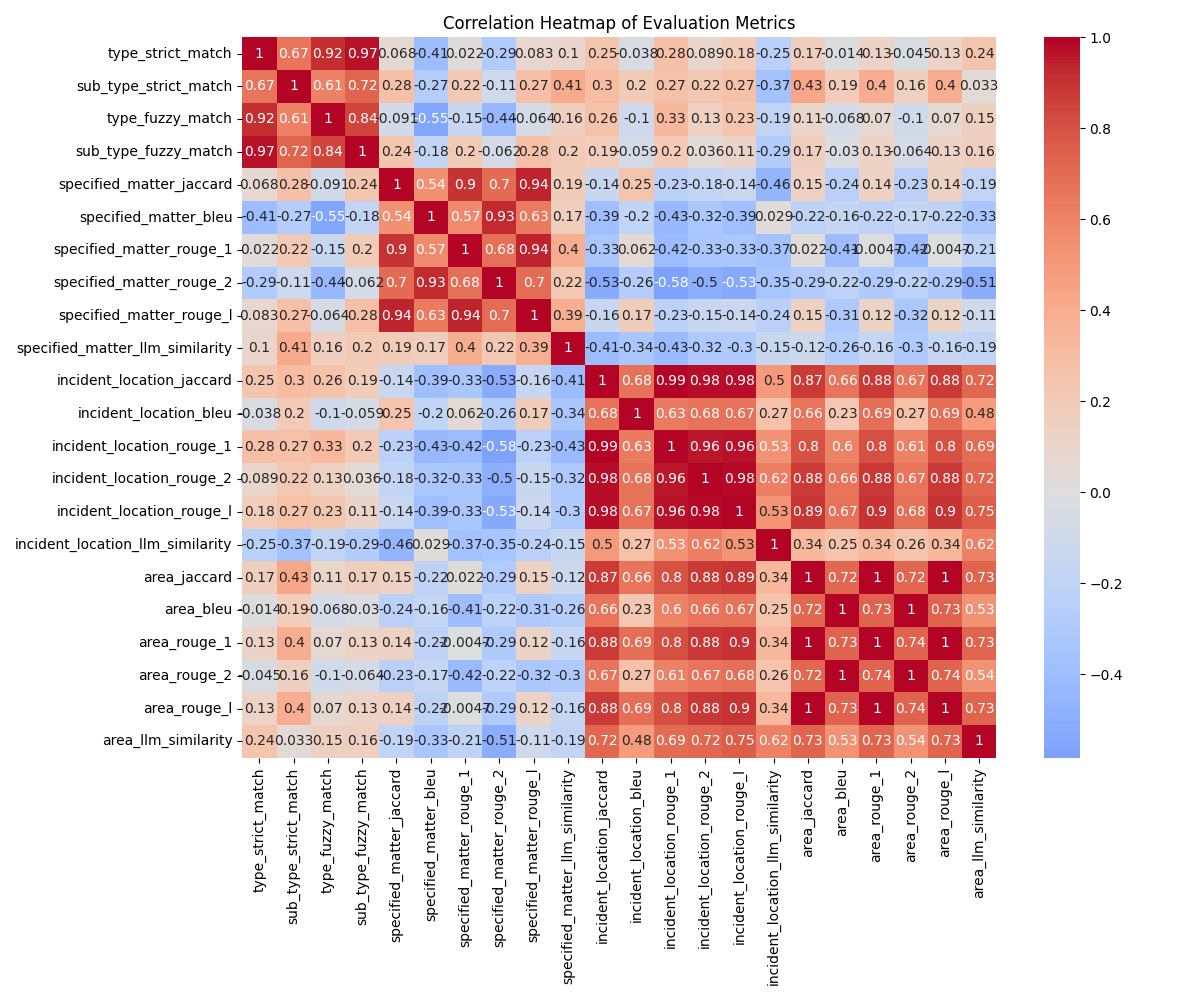 Correlation Heatmap of Evaluation Metrics
type_strict_match 1 0.67 0.92 0.97 0.068 -0.41 0.022 -0.29 0.083 0.1 0.25 -0.038 0.28 0.089 0.18 -0.25 0.17 -0.014 0.13 -0.045 0.13 0.24
sub_type_strict_match 0.67 1 0.61 0.72 0.28 -0.27 0.22 -0.11 0.27 0.41 0.3 0.2 0.27 0.22 0.27 -0.37 0.43 0.19 0.4 0.16 0.4 0.033
type_fuzzy_match 0.92 0.61 1 0.84 -0.091 -0.55 -0.15 -0.44 -0.064 0.16 0.26 -0.1 0.33 0.13 0.23 -0.19 0.11 -0.068 0.07 -0.1 0.07 0.15
sub_type_fuzzy_match 0.97 0.72 0.84 1 0.24 -0.18 0.2 -0.062 0.28 0.2 0.19 -0.059 0.2 0.036 0.11 -0.29 0.17 -0.03 0.13 -0.064 0.13 0.16
specified_matter_jaccard -0.068 0.28 -0.091 0.24 1 0.54 0.9 0.7 0.94 0.19 -0.14 0.25 -0.23 -0.18 -0.14 -0.46 0.15 -0.24 0.14 -0.23 0.14 -0.19
specified_matter_bleu -0.41 -0.27 -0.55 -0.18 0.54 1 0.57 0.93 0.63 0.17 -0.39 -0.2 -0.43 -0.32 -0.39 0.029 -0.22 -0.16 -0.22 -0.17 -0.22 -0.33
specified_matter_rouge_1 -0.022 0.22 -0.15 0.2 0.9 0.57 1 0.68 0.94 0.4 -0.33 0.062 -0.42 -0.33 -0.33 -0.37 0.022 -0.41 -0.0047 -0.42 -0.0047 -0.21
specified_matter_rouge_2 -0.29 -0.11 -0.44 -0.062 0.7 0.93 0.68 1 0.7 0.22 -0.53 -0.26 -0.58 -0.5 -0.53 -0.35 -0.29 -0.22 -0.29 -0.22 -0.29 -0.51
specified_matter_rouge_l -0.083 0.27 -0.064 0.28 0.94 0.63 0.94 0.7 1 0.39 -0.16 0.17 -0.23 -0.15 -0.14 -0.24 0.15 -0.31 0.12 -0.32 0.12 -0.11
specified_matter_llm_similarity 0.1 0.41 0.16 0.2 0.19 0.17 0.4 0.22 0.39 1 -0.41 -0.34 -0.43 -0.32 -0.3 -0.15 -0.12 -0.26 -0.16 -0.3 -0.16 -0.19
incident_location_jaccard 0.25 0.3 0.26 0.19 -0.14 -0.39 -0.33 -0.53 -0.16 -0.41 1 0.68 0.99 0.98 0.98 0.5 0.87 0.66 0.88 0.67 0.88 0.72
incident_location_bleu -0.038 0.2 -0.1 -0.059 0.25 -0.2 0.062 -0.26 0.17 -0.34 0.68 1 0.63 0.68 0.67 0.27 0.66 0.23 0.69 0.27 0.69 0.48
incident_location_rouge_1 0.28 0.27 0.33 0.2 -0.23 -0.43 -0.42 -0.58 -0.23 -0.43 0.99 0.63 1 0.96 0.96 0.53 0.8 0.6 0.8 0.61 0.8 0.69
incident_location_rouge_2 0.089 0.22 0.13 0.036 -0.18 -0.32 -0.33 -0.5 -0.15 -0.32 0.98 0.68 0.96 1 0.98 0.62 0.88 0.66 0.88 0.67 0.88 0.72
incident_location_rouge_l 0.18 0.27 0.23 0.11 -0.14 -0.39 -0.33 -0.53 -0.14 -0.3 0.98 0.67 0.96 0.98 1 0.53 0.89 0.67 0.9 0.68 0.9 0.75
incident_location_llm_similarity -0.25 -0.37 -0.19 -0.29 -0.46 0.029 -0.37 -0.35 -0.24 -0.15 0.5 0.27 0.53 0.62 0.53 1 0.34 0.25 0.34 0.26 0.34 0.62
area_jaccard 0.17 0.43 0.11 0.17 0.15 -0.22 0.022 -0.29 0.15 -0.12 0.87 0.66 0.8 0.88 0.89 0.34 1 0.72 1 0.72 1 0.73
area_bleu -0.014 0.19 -0.068 -0.03 -0.24 -0.16 -0.41 -0.22 -0.31 -0.26 0.66 0.23 0.6 0.66 0.67 0.25 0.72 1 0.73 1 0.73 0.53
area_rouge_1 0.13 0.4 0.07 0.13 0.14 -0.22 -0.0047 -0.29 0.12 -0.16 0.88 0.69 0.8 0.88 0.9 0.34 1 0.73 1 0.74 1 0.73
area_rouge_2 -0.045 0.16 -0.1 -0.064 -0.23 -0.17 -0.42 -0.22 -0.32 -0.3 0.67 0.27 0.61 0.67 0.68 0.26 0.72 1 0.74 1 0.74 0.54
area_rouge_l 0.13 0.4 0.07 0.13 0.14 -0.22 -0.0047 -0.29 0.12 -0.16 0.88 0.69 0.8 0.88 0.9 0.34 1 0.73 1 0.74 1 0.73
area_llm_similarity 0.24 0.033 0.15 0.16 -0.19 -0.33 -0.21 -0.51 -0.11 -0.19 0.72 0.48 0.69 0.72 0.75 0.62 0.73 0.53 0.73 0.54 0.73 1
type_strict_match
sub_type_strict_match
type_fuzzy_match
sub_type_fuzzy_match
specified_matter_jaccard
specified_matter_bleu
specified_matter_rouge_1
specified_matter_rouge_2
specified_matter_rouge_l
specified_matter_llm_similarity
incident_location_jaccard
incident_location_bleu
incident_location_rouge_1
incident_location_rouge_2
incident_location_rouge_l
incident_location_llm_similarity
area_jaccard
area_bleu
area_rouge_1
area_rouge_2
area_rouge_l
area_llm_similarity
1.0
0.8
0.6
0.4
0.2
0.0
−0.2
−0.4